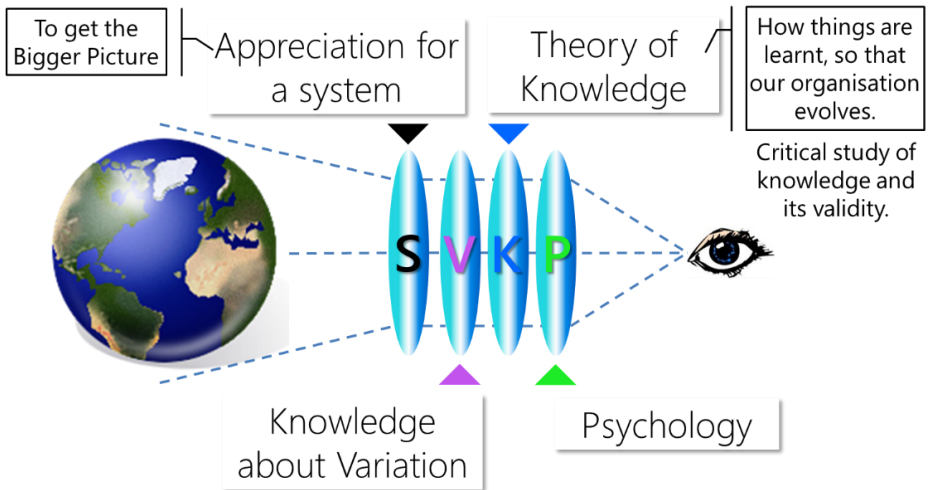 To get the
Bigger Picture
Appreciation for
a system
Theory of
Knowledge
How things are
learnt, so that
our organisation
evolves.
Critical study of
knowledge and
its validity.
S V K P
Knowledge
about Variation
Psychology